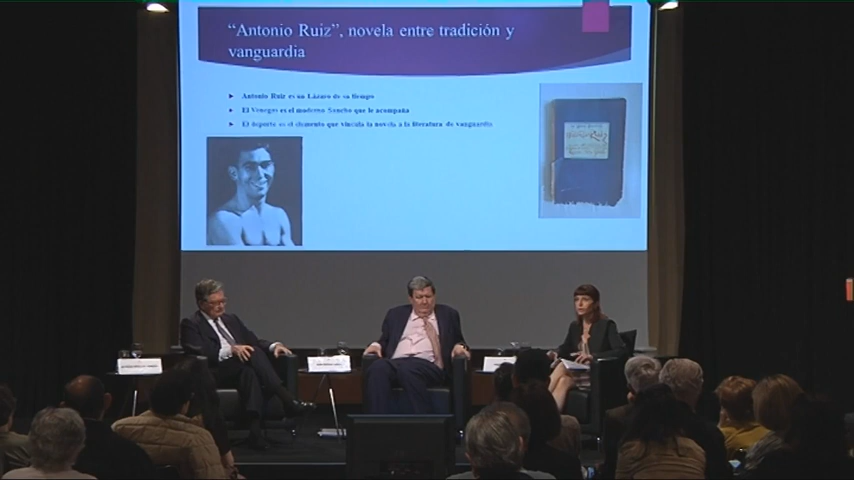 “Antonio Ruiz”, novela entre tradición y
vanguardia
Antonio Ruiz es un Lázaro de su tiempo
El Venegas es el moderno Sancho que le acompaña
El deporte es el elemento que vincula la novela a la literatura de vanguardia